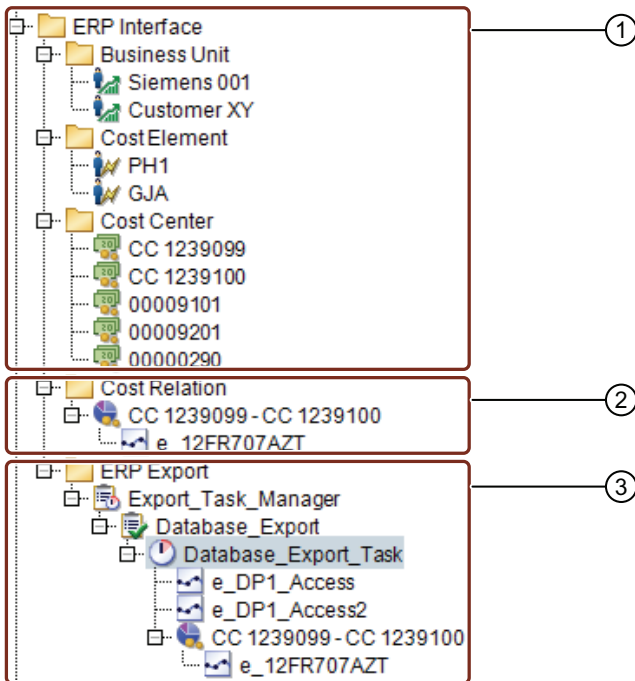 ERP Interface
1
Business Unit
Siemens 001
Customer XY
Cost Element
PH1
GJA
Cost Center
CC 1239099
CC 1239100
00009101
00009201
00000290
Cost Relation
2
CC 1239099 - CC 1239100
e_12FR707AZT
ERP Export
3
Export_Task_Manager
Database_Export
Database_Export_Task
e_DP1_Access
e_DP1_Access2
CC 1239099 - CC 1239100
e_12FR707AZT